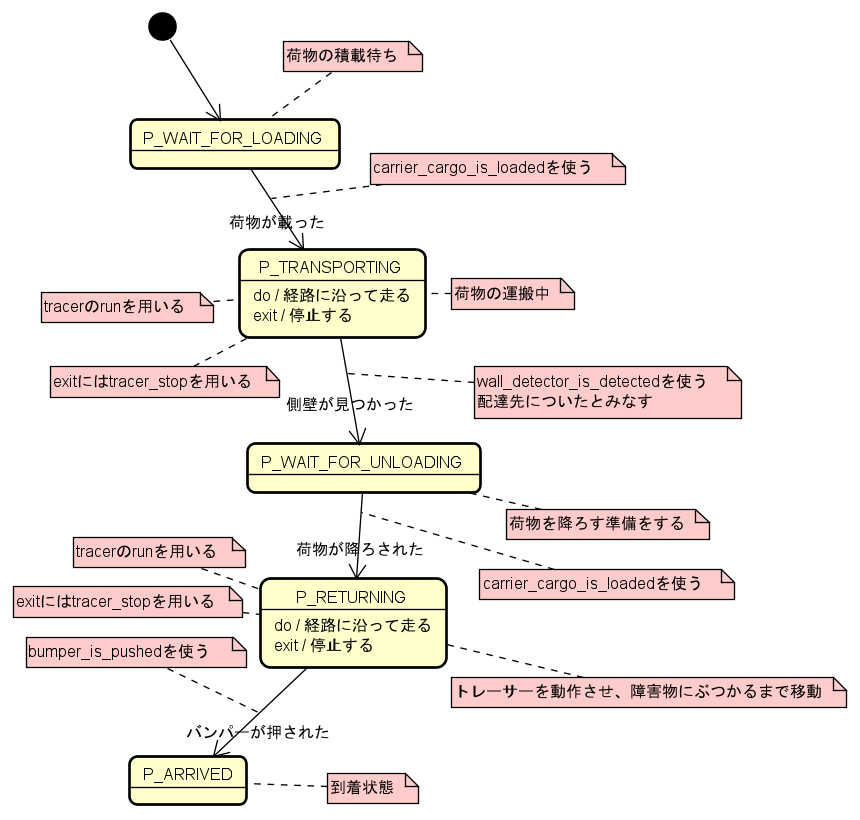 荷物の積載待ち
P_WAIT_FOR_LOADING
carrier_cargo_is_loadedを使う
荷物が載った
P_TRANSPORTING
do / 経路に沿って走る
exit / 停止する
tracerのrunを用いる
荷物の運搬中
exitにはtracer_stopを用いる
wall_detector_is_detectedを使う
配達先についたとみなす
側壁が見つかった
P_WAIT_FOR_UNLOADING
荷物を降ろす準備をする
荷物が降ろされた
tracerのrunを用いる
carrier_cargo_is_loadedを使う
exitにはtracer_stopを用いる
P_RETURNING
do / 経路に沿って走る
exit / 停止する
bumper_is_pushedを使う
トレーサーを動作させ、障害物にぶつかるまで移動
バンパーが押された
P_ARRIVED
到着状態